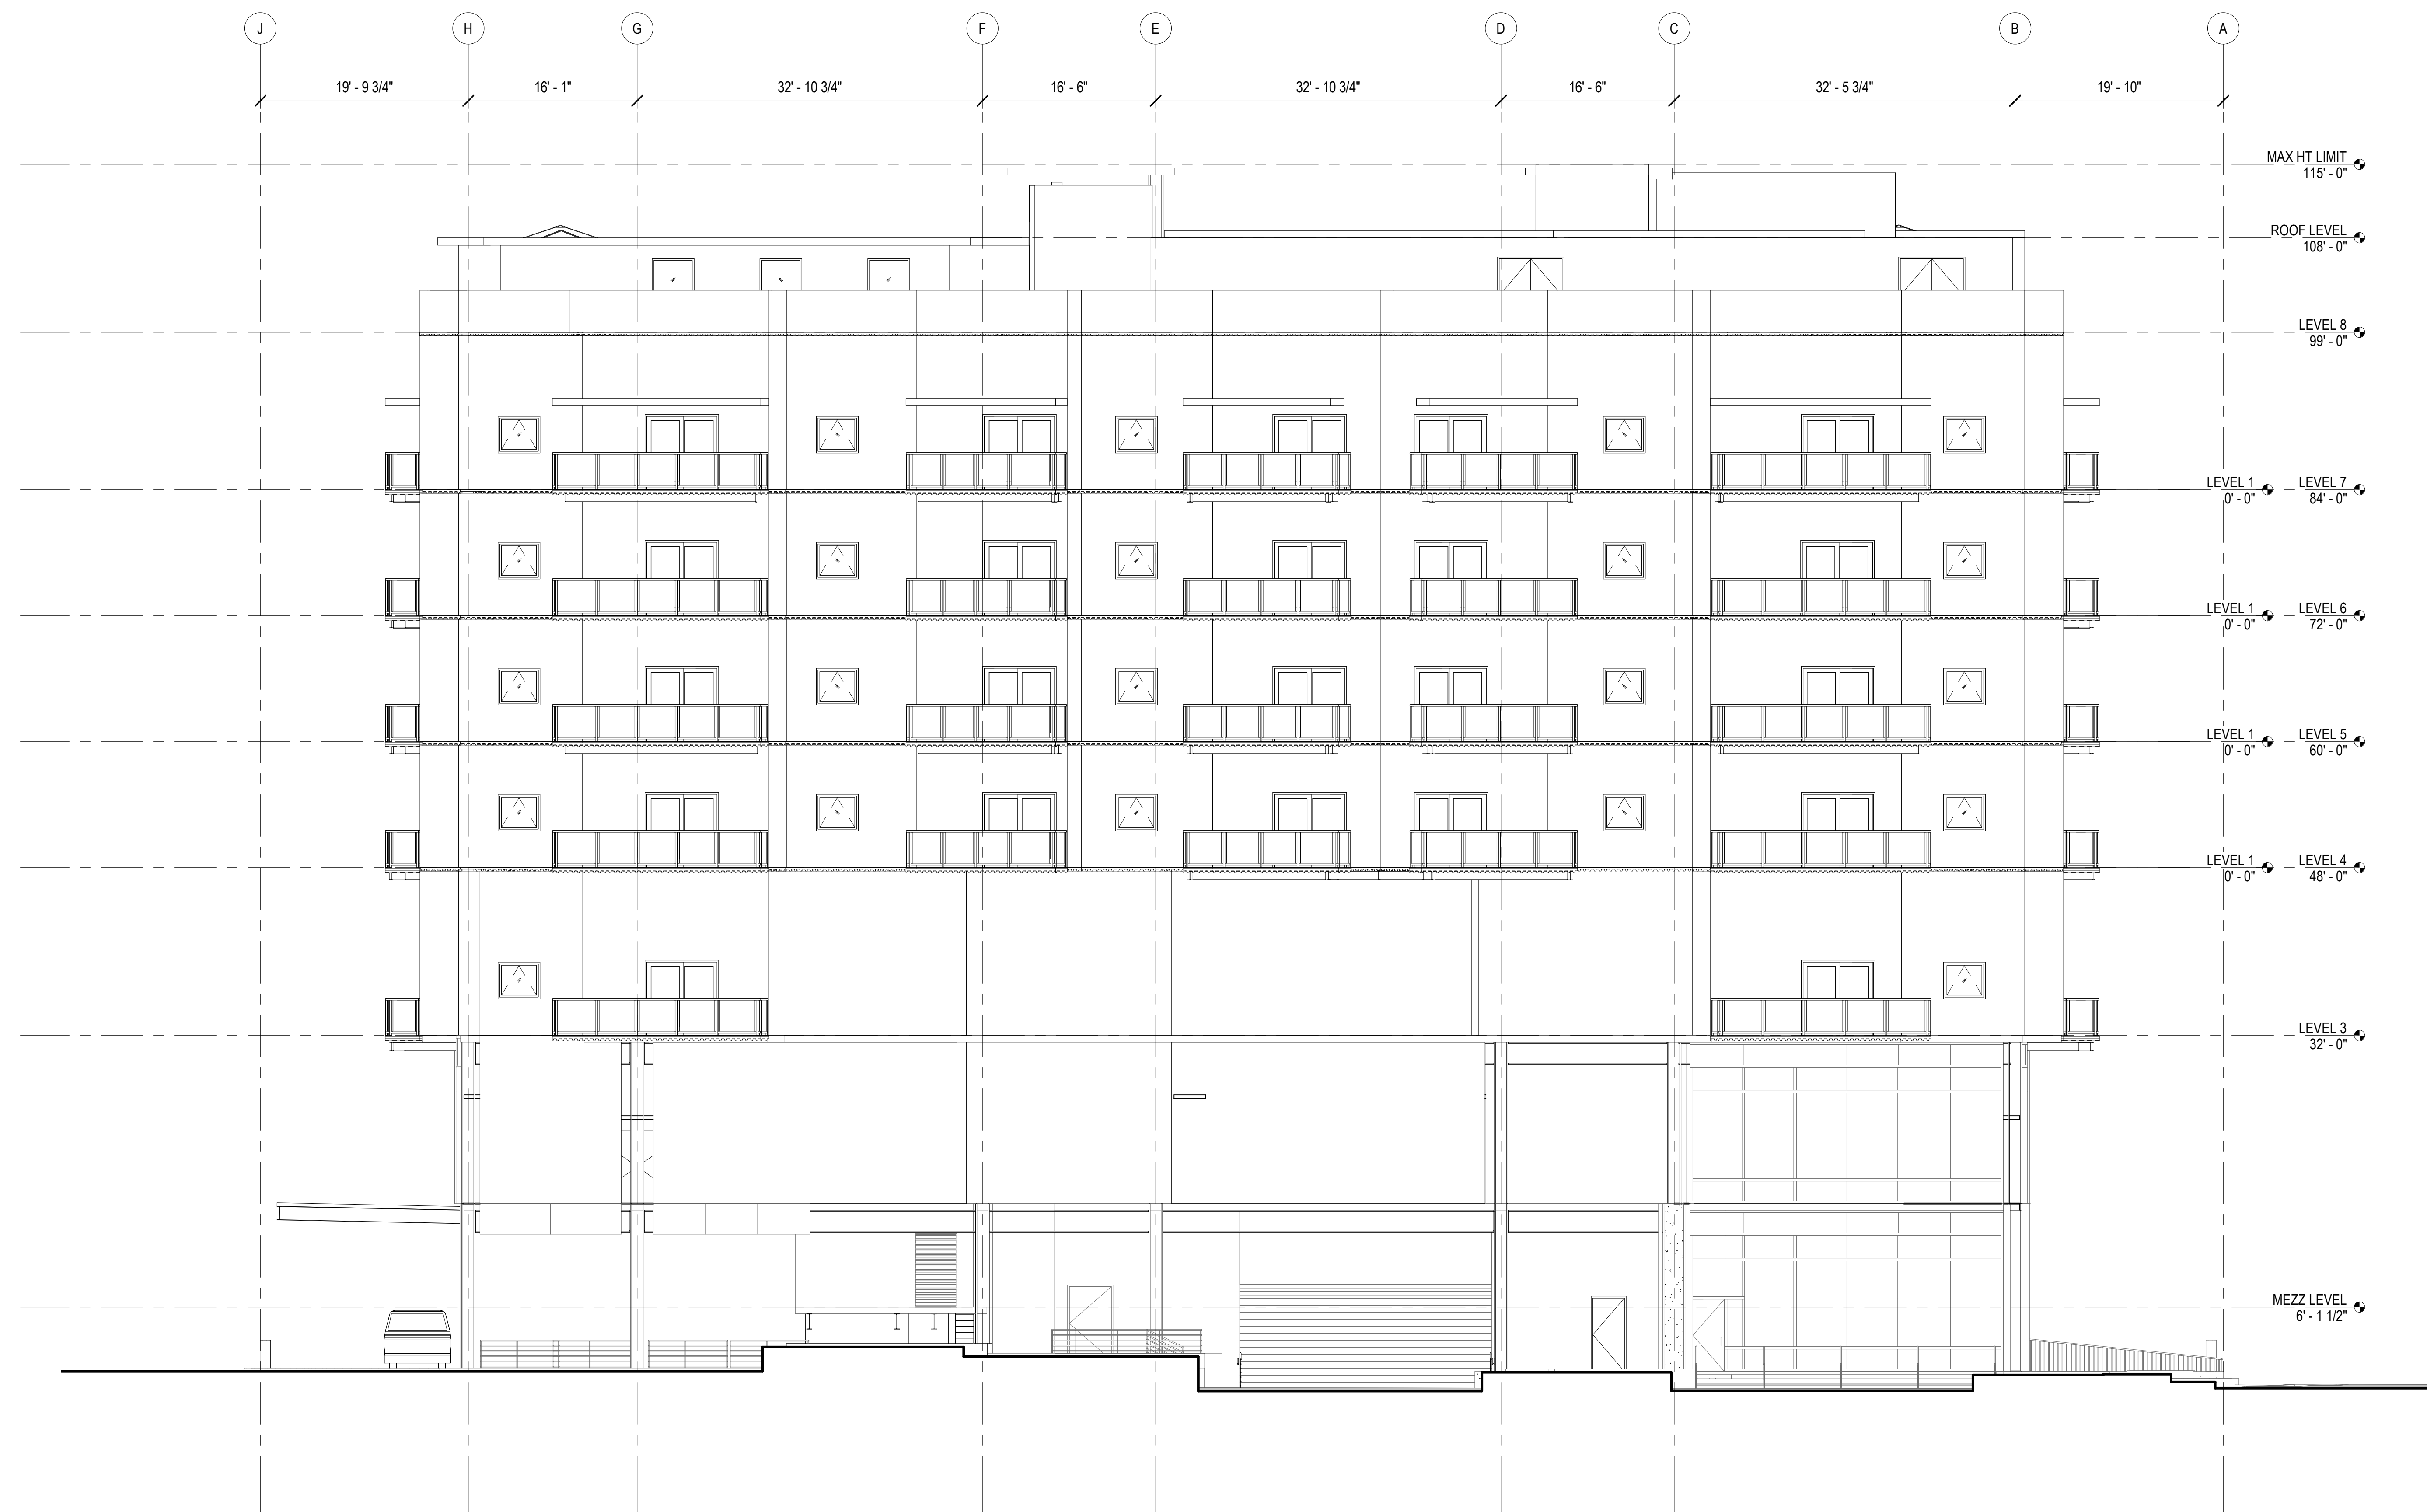 J H G F E D C B A
19' - 9 3/4" 16' - 1" 32' - 10 3/4" 16' - 6" 32' - 10 3/4" 16' - 6" 32' - 5 3/4" 19' - 10"
MAX HT LIMIT
115' - 0"
ROOF LEVEL
108' - 0"
LEVEL 8
99' - 0"
LEVEL 1 LEVEL 7
0' - 0" 84' - 0"
LEVEL 1 LEVEL 6
0' - 0" 72' - 0"
LEVEL 1 LEVEL 5
0' - 0" 60' - 0"
LEVEL 1 LEVEL 4
0' - 0" 48' - 0"
LEVEL 3
32' - 0"
MEZZ LEVEL
6' - 1 1/2"